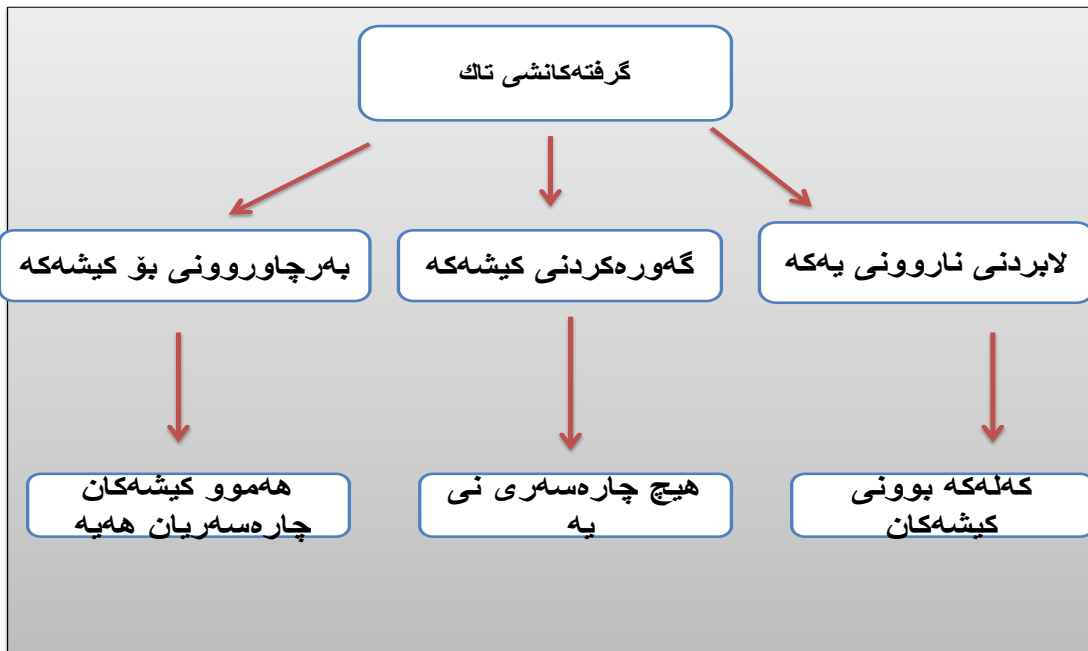 گرفتەکانشی تاك
لابردنی ناروونی یەکە
گەورەکردنی کیشەکە
بەرچاوروونی بۆ کیشەکە
کەلەکە بوونی
کیشەکان
هیچ چارەسەری نی
یە
هەموو کیشەکان
چارەسەریان هەیە